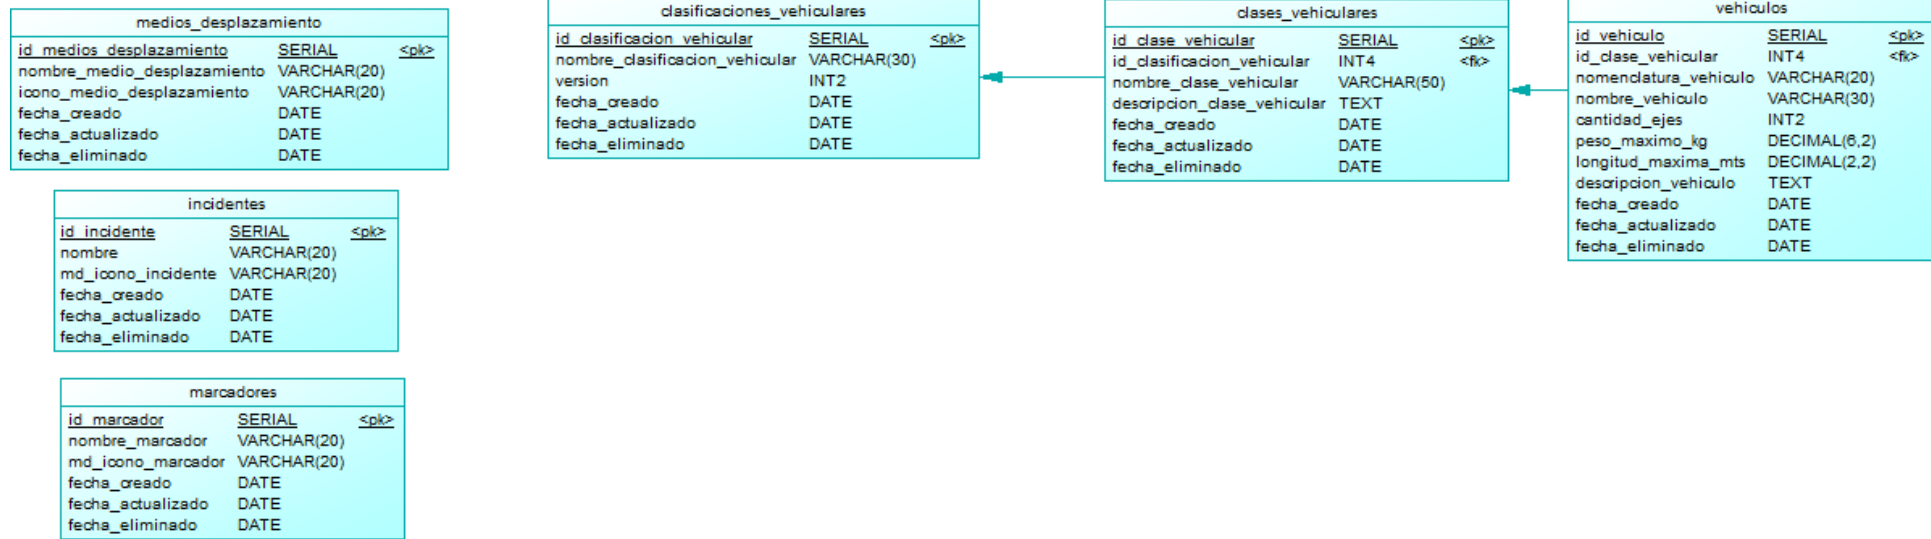 medios_desplazamiento
id_medios_desplazamiento SERIAL <pk>
nombre_medio_desplazamiento VARCHAR(20)
icono_medio_desplazamiento VARCHAR(20)
fecha_creado DATE
fecha_actualizado DATE
fecha_eliminado DATE
incidentes
id_incidente SERIAL <pk>
nombre VARCHAR(20)
md_icono_incidente VARCHAR(20)
fecha_creado DATE
fecha_actualizado DATE
fecha_eliminado DATE
marcadores
id_marcador SERIAL <pk>
nombre_marcador VARCHAR(20)
md_icono_marcador VARCHAR(20)
fecha_creado DATE
fecha_actualizado DATE
fecha_eliminado DATE
clasificaciones_vehiculares
id_clasificacion_vehicular SERIAL <pk>
nombre_clasificacion_vehicular VARCHAR(30)
version INT2
fecha_creado DATE
fecha_actualizado DATE
fecha_eliminado DATE
clases_vehiculares
id_clase_vehicular SERIAL <pk>
id_clasificacion_vehicular INT4 <fk>
nombre_clase_vehicular VARCHAR(50)
descripcion_clase_vehicular TEXT
fecha_creado DATE
fecha_actualizado DATE
fecha_eliminado DATE
vehiculos
id_vehiculo SERIAL <pk>
id_clase_vehicular INT4 <fk>
nomenclatura_vehiculo VARCHAR(20)
nombre_vehiculo VARCHAR(30)
cantidad_ejes INT2
peso_maximo_kg DECIMAL(6,2)
longitud_maxima_mts DECIMAL(2,2)
descripcion_vehiculo TEXT
fecha_creado DATE
fecha_actualizado DATE
fecha_eliminado DATE